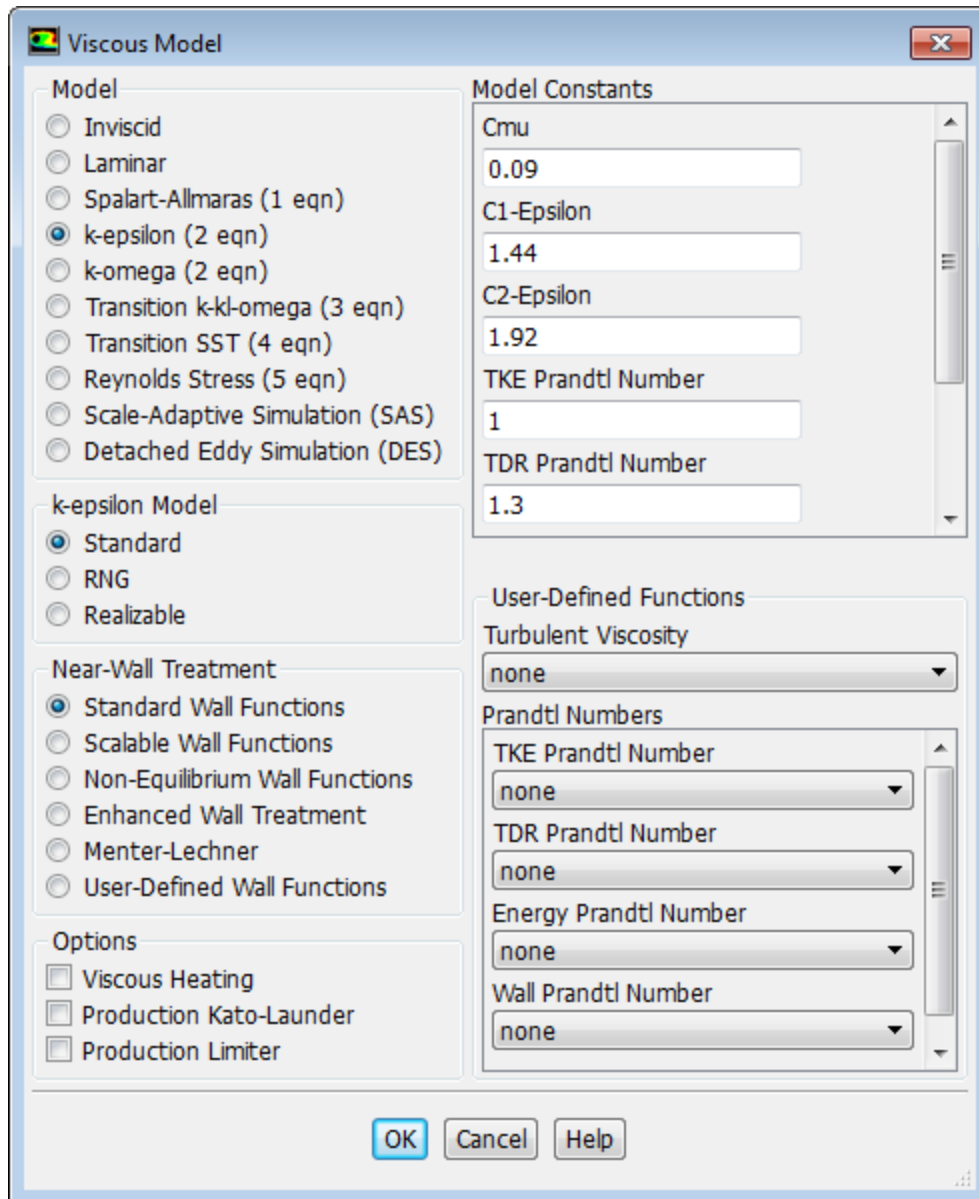 Viscous Model
Model
Inviscid
Laminar
Spalart-Allmaras (1 eqn)
k-epsilon (2 eqn)
k-omega (2 eqn)
Transition k-kl-omega (3 eqn)
Transition SST (4 eqn)
Reynolds Stress (5 eqn)
Scale-Adaptive Simulation (SAS)
Detached Eddy Simulation (DES)
k-epsilon Model
Standard
RNG
Realizable
Near-Wall Treatment
Standard Wall Functions
Scalable Wall Functions
Non-Equilibrium Wall Functions
Enhanced Wall Treatment
Menter-Lechner
User-Defined Wall Functions
Options
Viscous Heating
Production Kato-Launder
Production Limiter
Model Constants
Cmu
0.09
C1-Epsilon
1.44
C2-Epsilon
1.92
TKE Prandtl Number
1
TDR Prandtl Number
1.3
User-Defined Functions
Turbulent Viscosity
none
Prandtl Numbers
TKE Prandtl Number
none
TDR Prandtl Number
none
Energy Prandtl Number
none
Wall Prandtl Number
none
OK Cancel Help